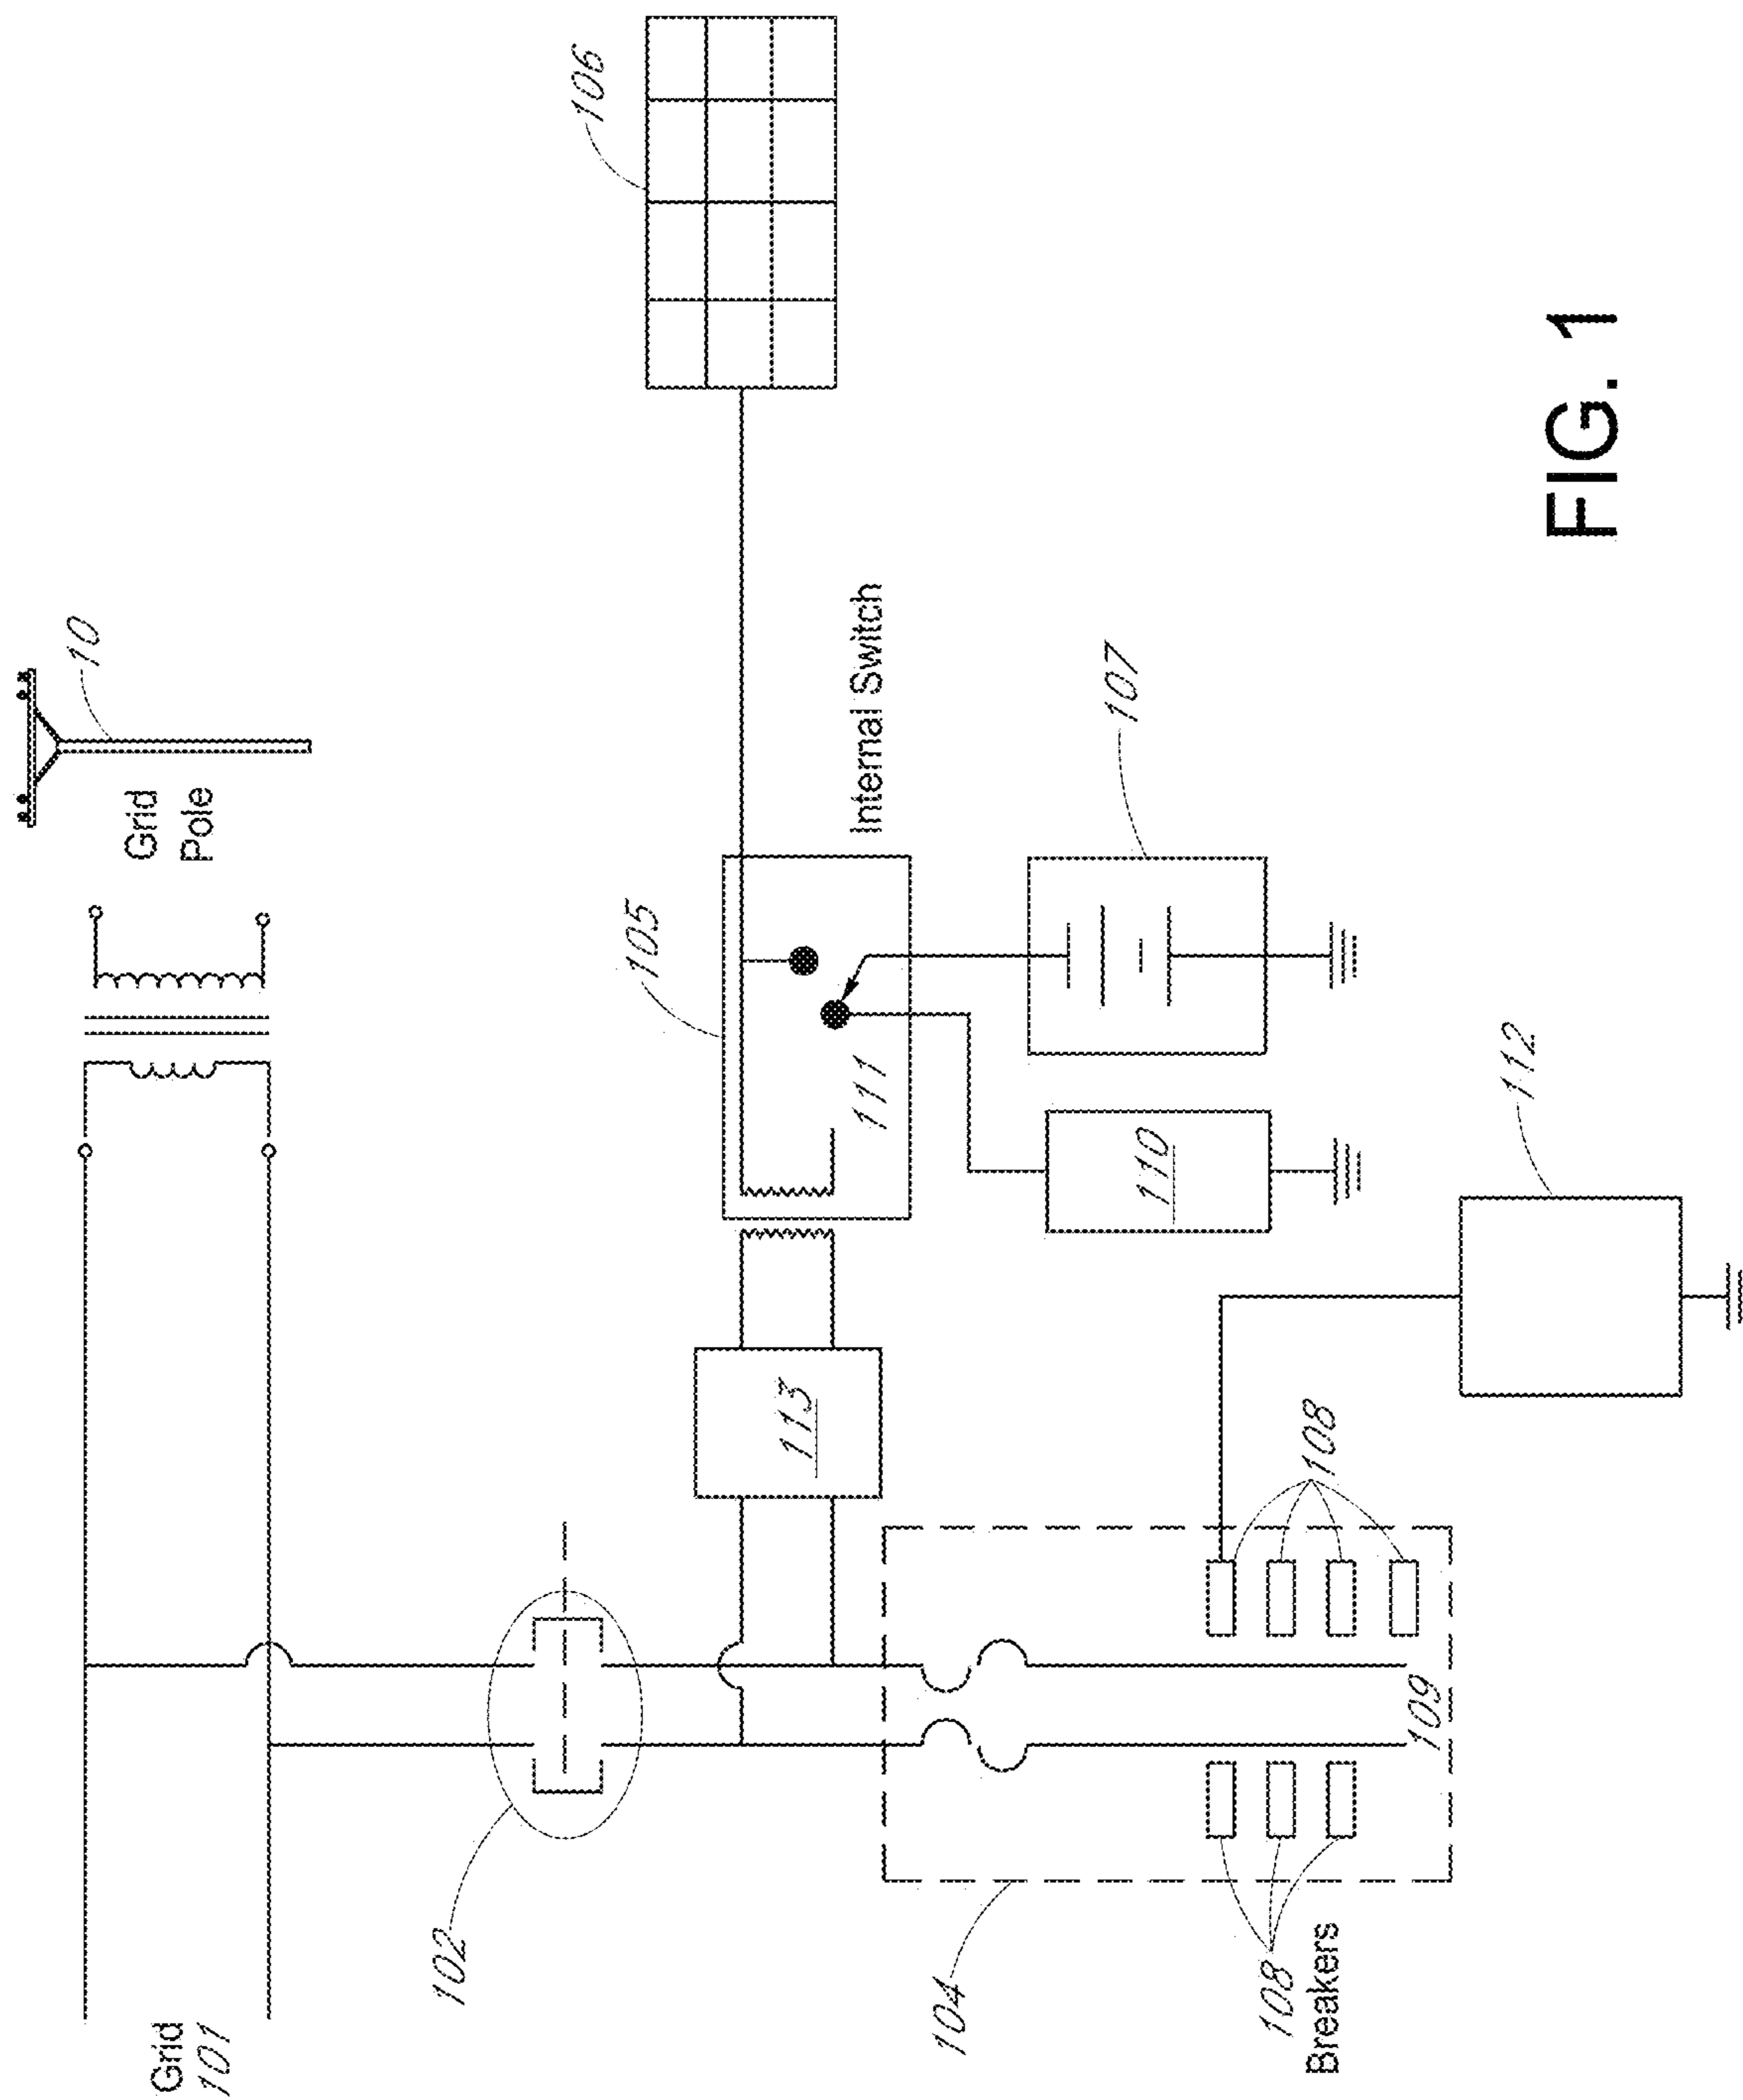 Grid
101
Grid
Pole
10
102
105
106
113
111
Internal Switch
104
110
107
108
Breakers
109
108
112
FIG. 1